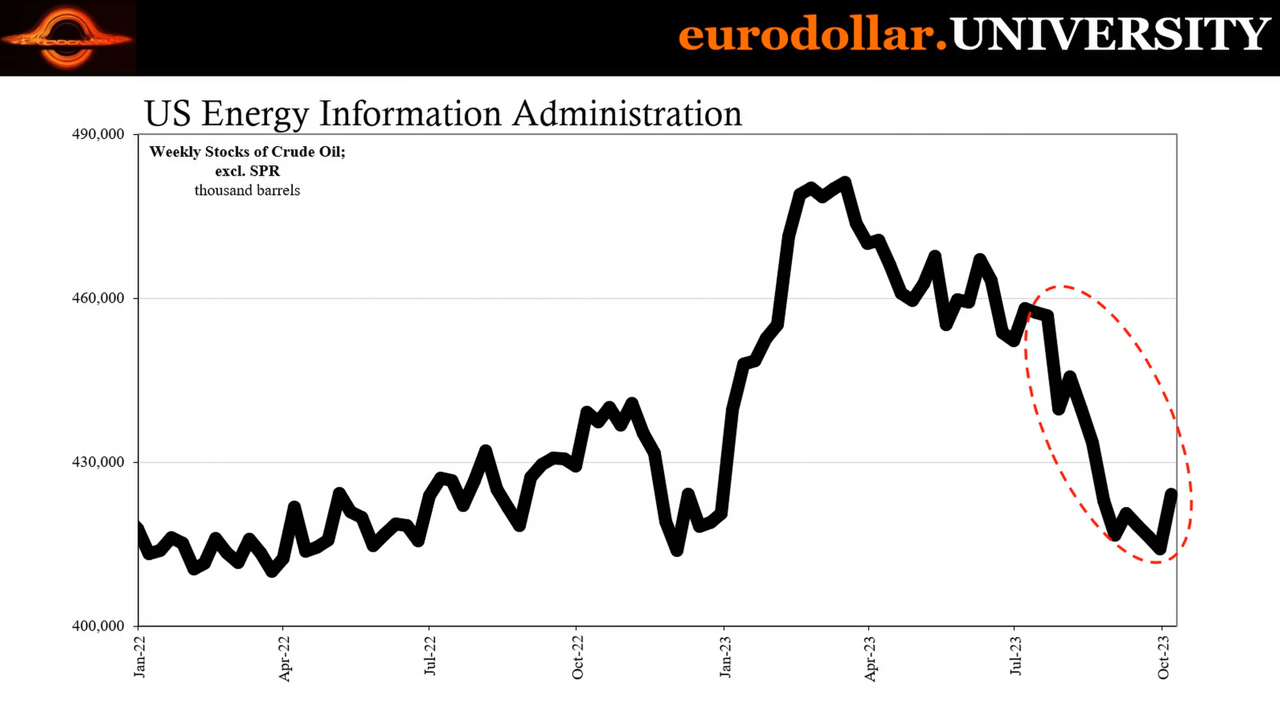 eurodollar.UNIVERSITY
US Energy Information Administration
Weekly Stocks of Crude Oil;
excl. SPR
thousand barrels
490,000
460,000
430,000
400,000
Jan-22
Apr-22
Jul-22
Oct-22
Jan-23
Apr-23
Jul-23
Oct-23